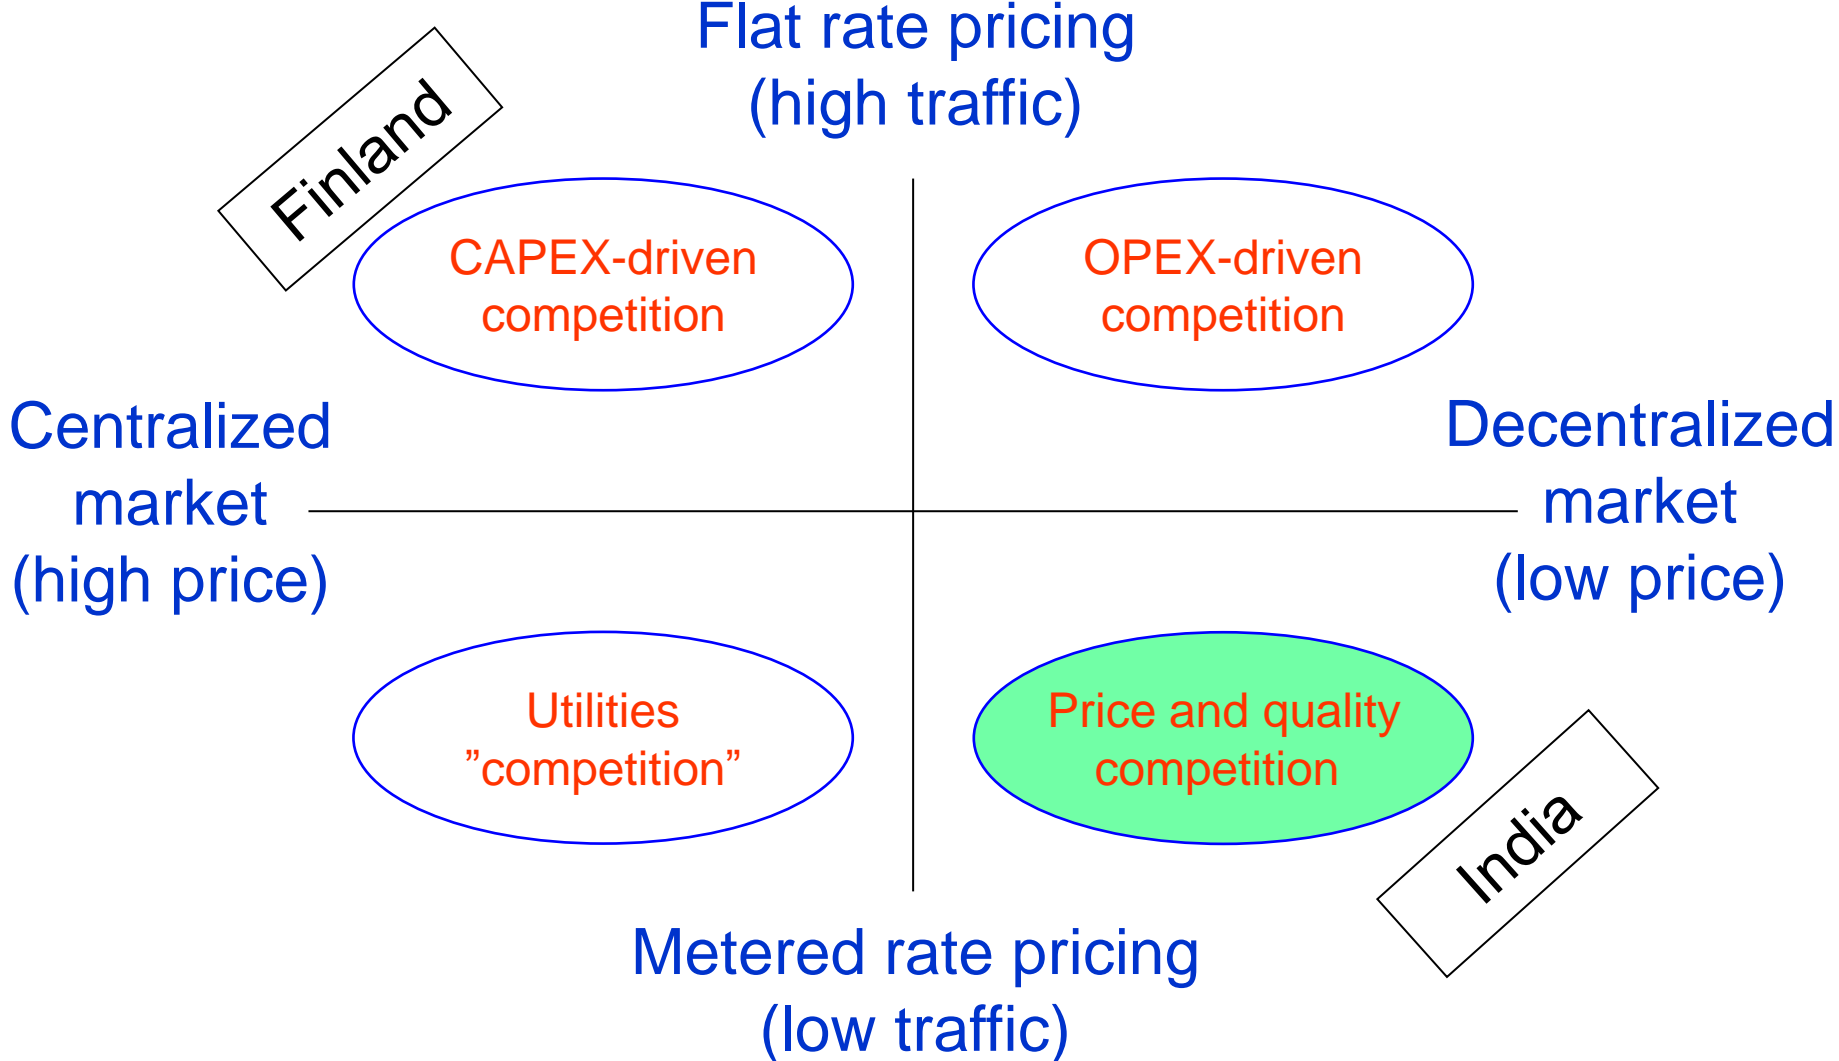 Flat rate pricing
(high traffic)
Finland
CAPEX-driven
competition
OPEX-driven
competition
Centralized
market
(high price)
Decentralized
market
(low price)
Utilities
”competition”
Price and quality
competition
India
Metered rate pricing
(low traffic)